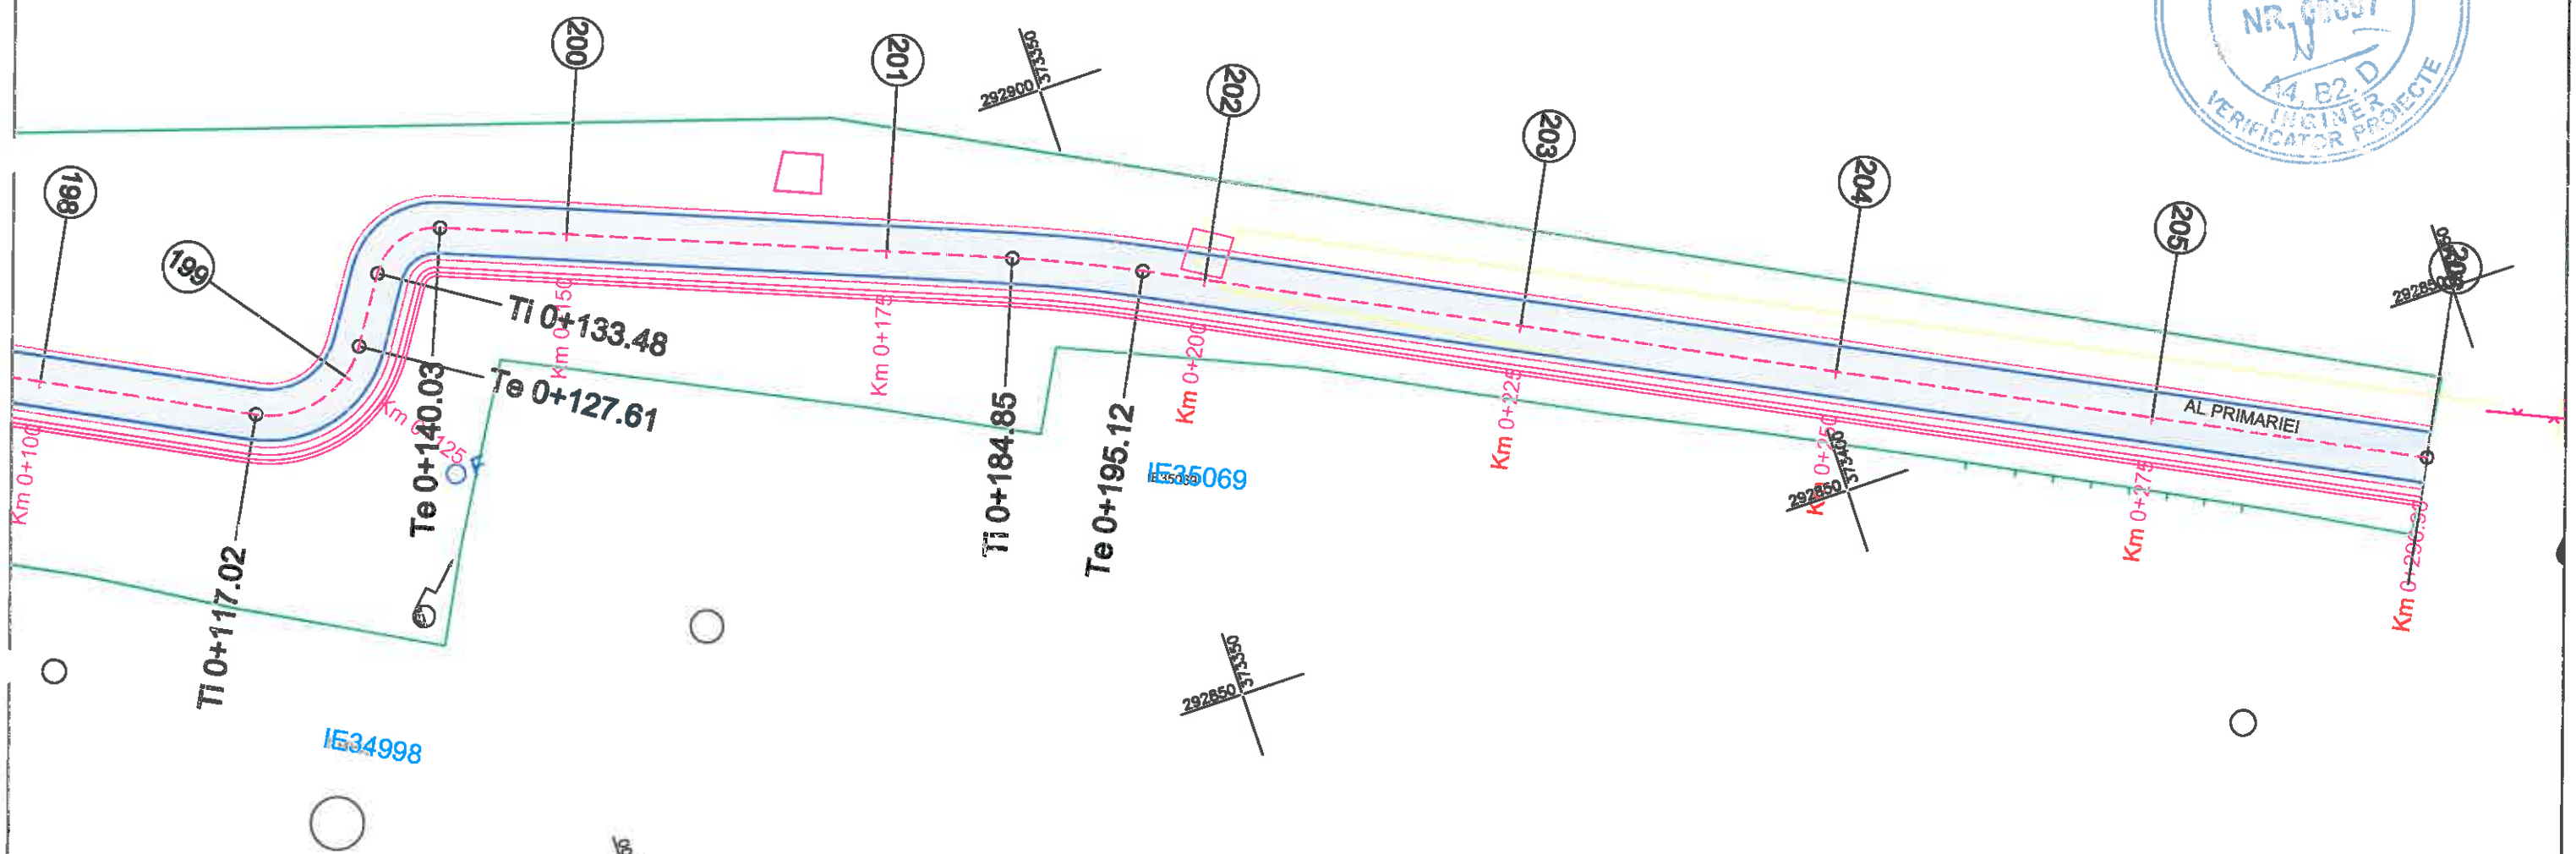 NR.
A4, B2, D
INGINER
VERIFICATOR PROIECTE
198
199
200
201
202
203
204
205
373350
292900
Ti 0+133.48
Te 0+127.61
Te 0+140.03
Ti 0+117.02
Ti 0+184.85
Te 0+195.12
Km 0+100
Km 0+125
Km 0+150
Km 0+175
Km 0+200
Km 0+225
Km 0+250
Km 0+275
AL PRIMARIEI
F
IE35069
IE35069
IE34998
373400
292850
373350
292850